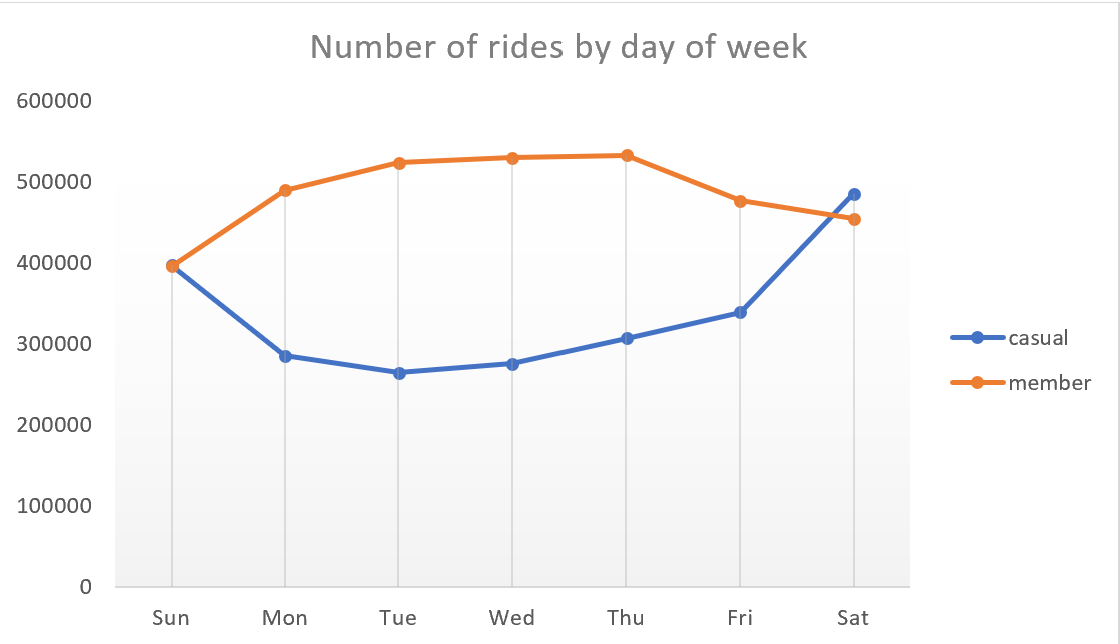 Number of rides by day of week
600000
500000
400000
300000
200000
100000
0
Sun Mon Tue Wed Thu Fri Sat
casual
member